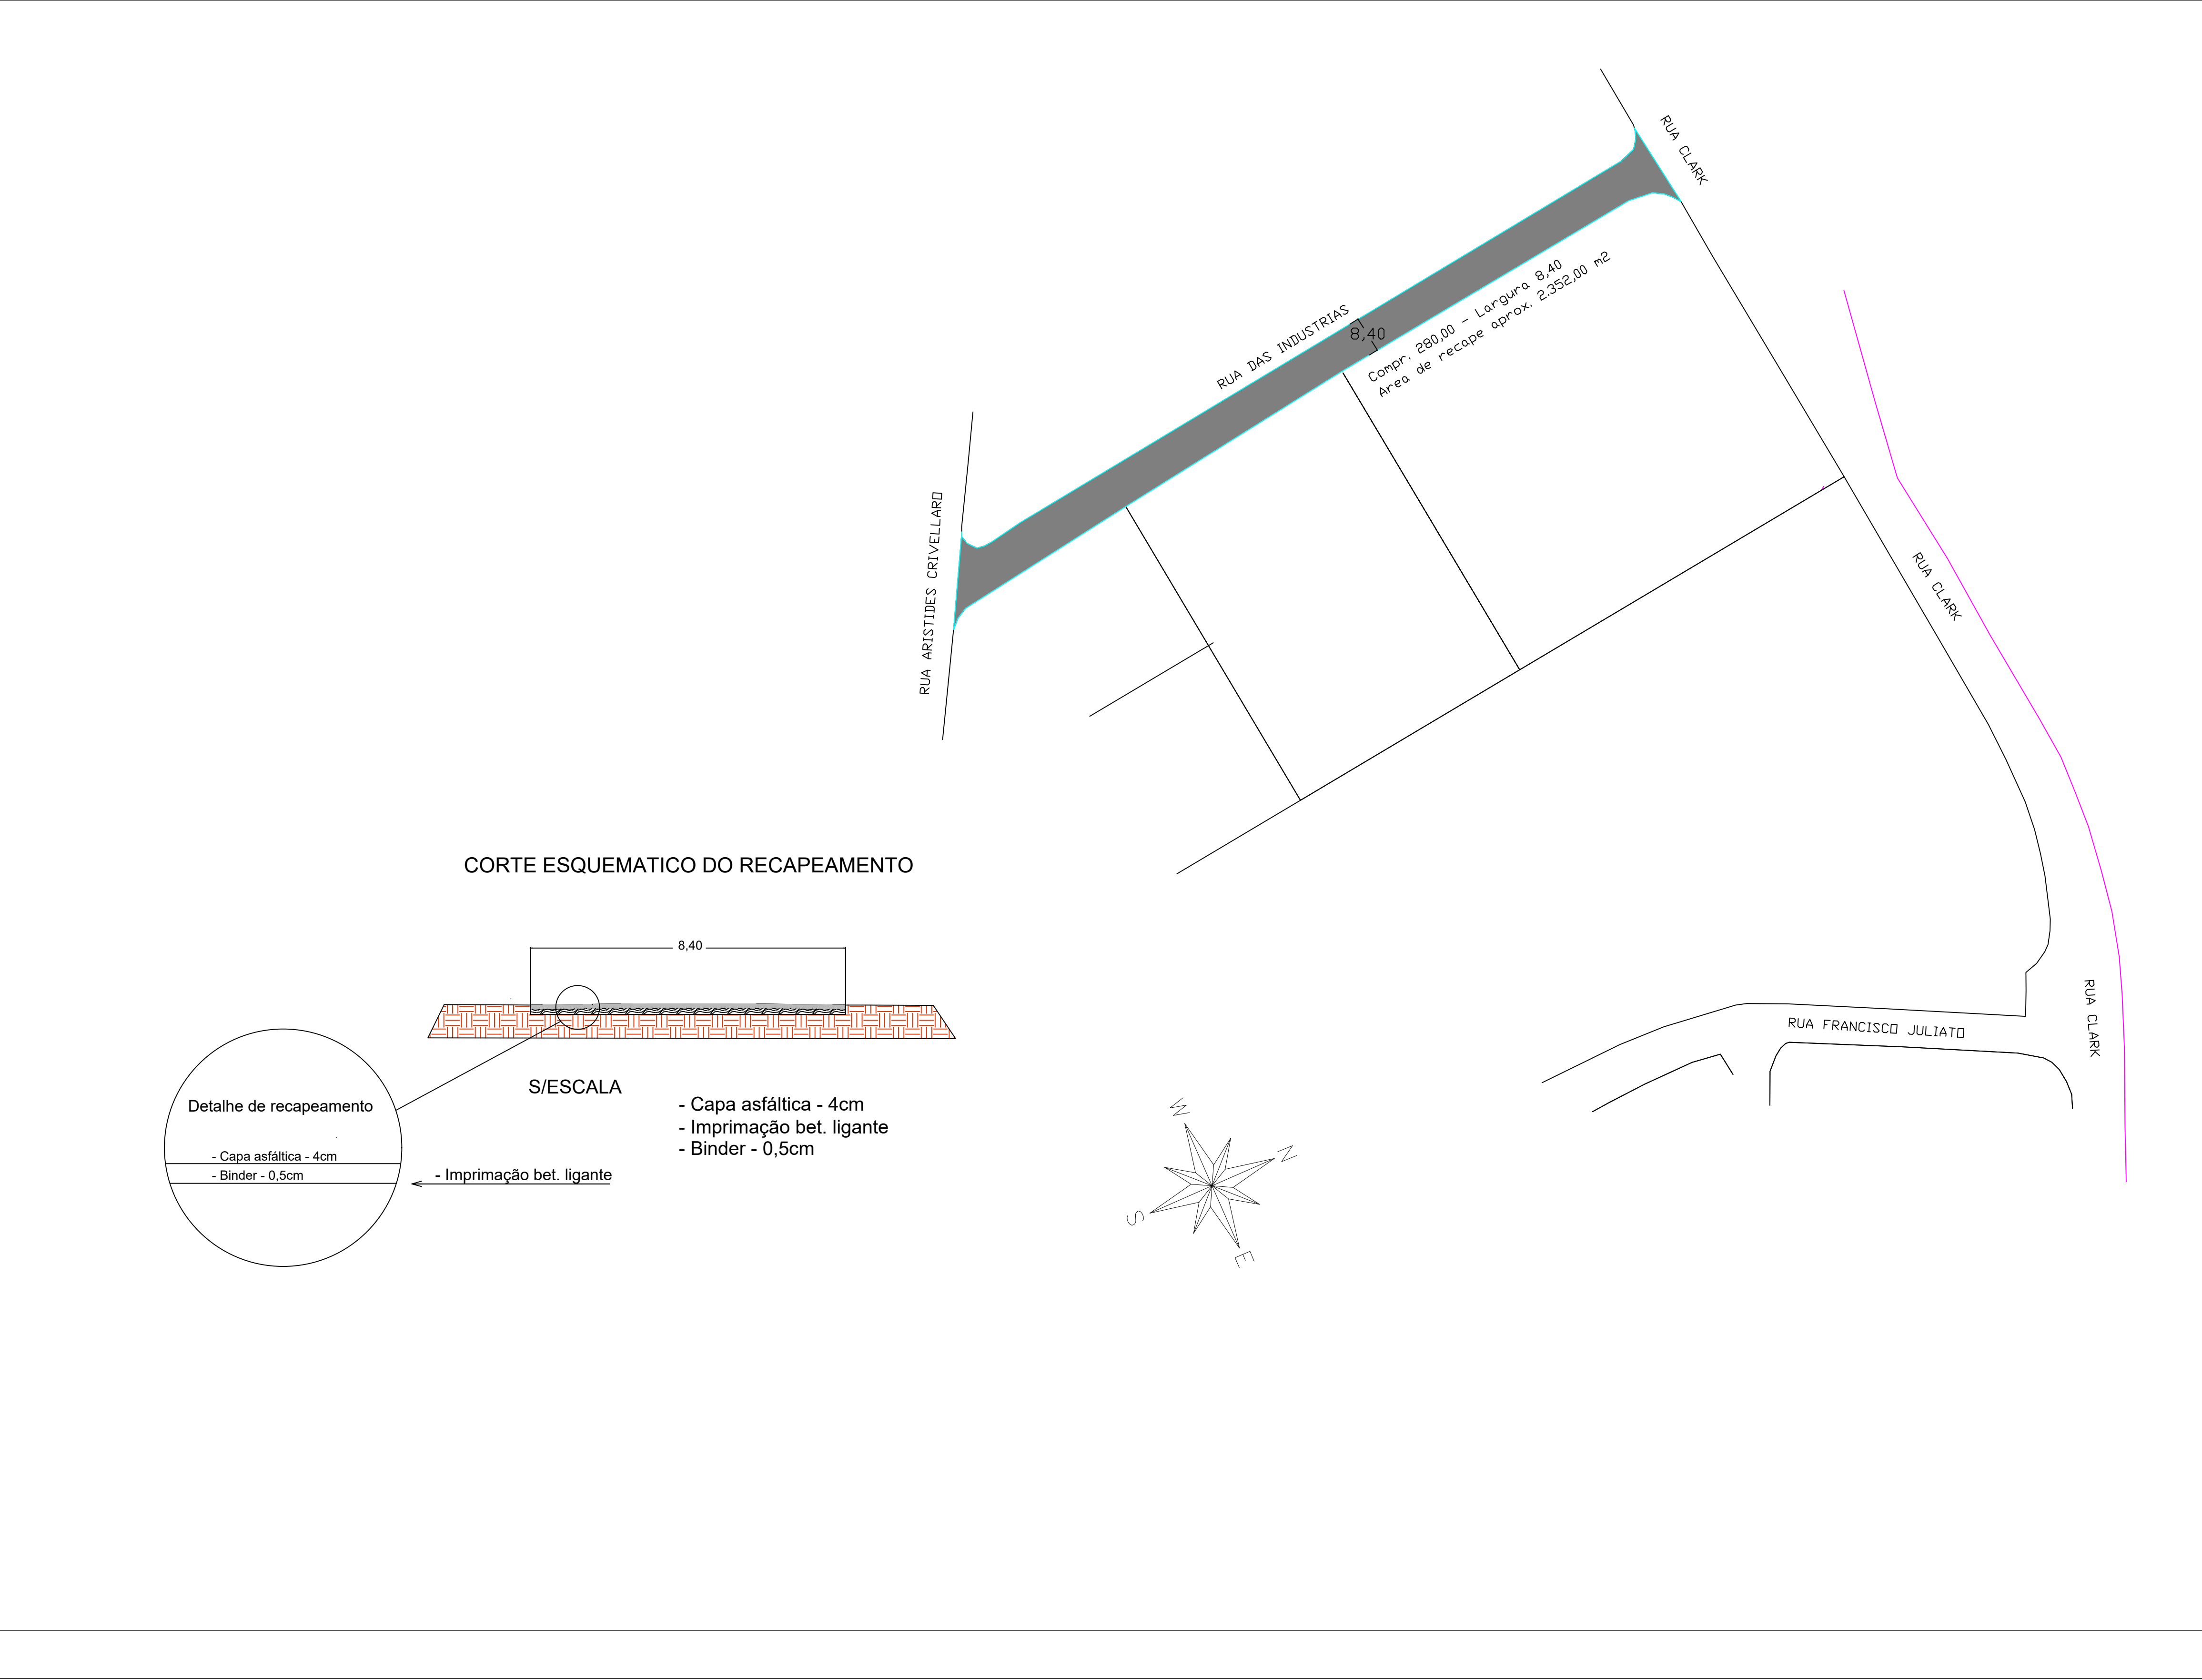 RUA CLARK
RUA DAS INDUSTRIAS
8,40
Compr. 280,00 - Largura 8,40
Area de recape aprox. 2.352,00 m2
RUA ARISTIDES CRIVELLARO
RUA CLARK
CORTE ESQUEMATICO DO RECAPEAMENTO
8,40
RUA CLARK
RUA FRANCISCO JULIATO
S/ESCALA
- Capa asfáltica - 4cm
- Imprimação bet. ligante
- Binder - 0,5cm
Detalhe de recapeamento
- Capa asfáltica - 4cm
- Binder - 0,5cm
- Imprimação bet. ligante
W
N
S
E